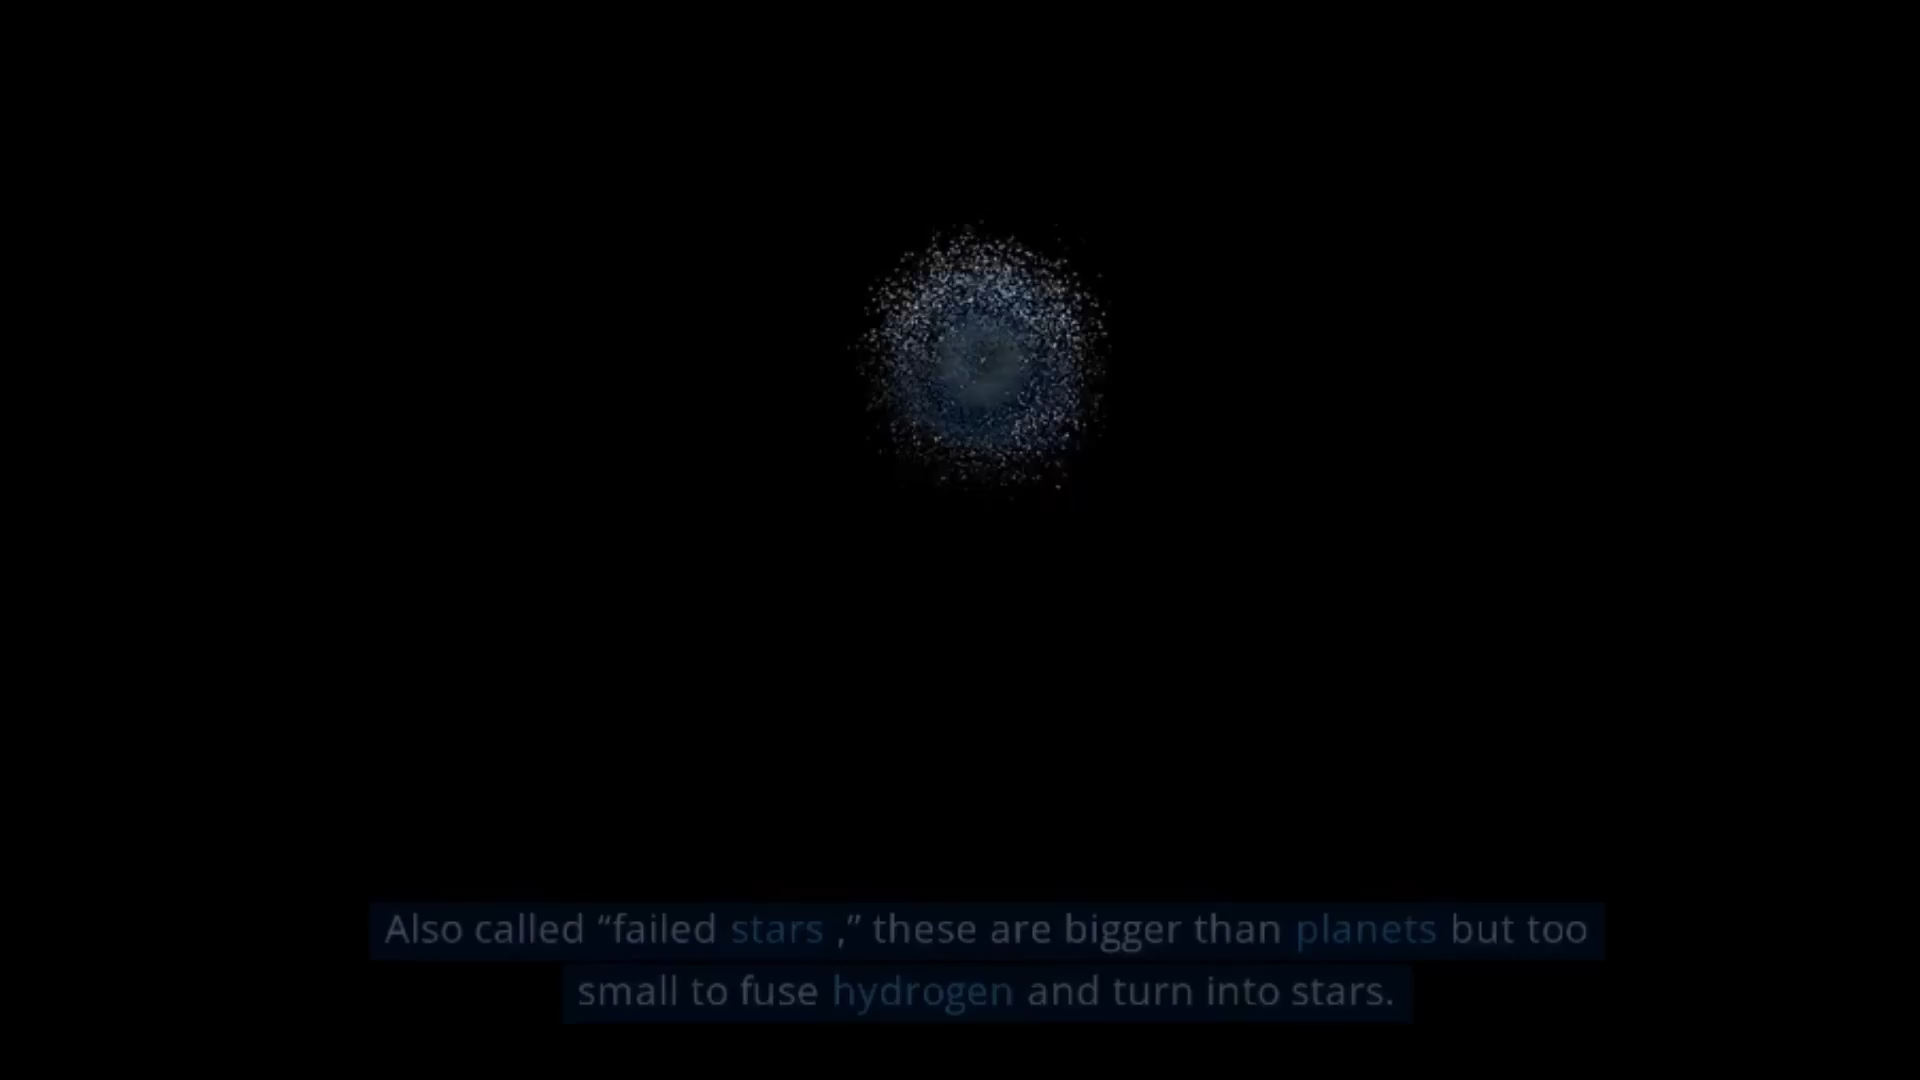 Also called “failed stars ,” these are bigger than planets but too
small to fuse hydrogen and turn into stars.